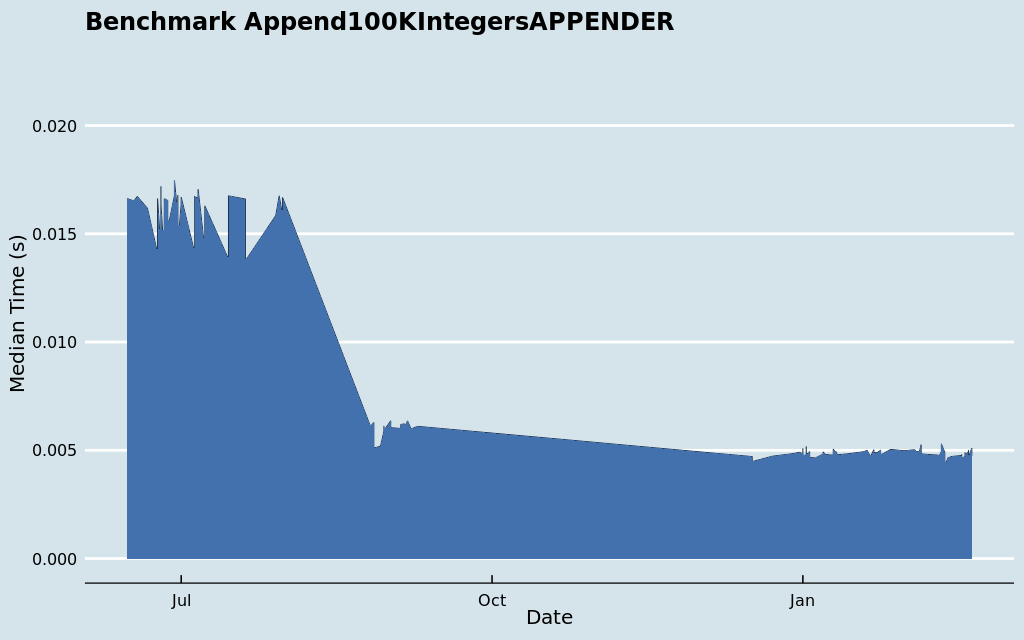 Benchmark Append100KIntegersAPPENDER
0.020
0.015
0.010
0.005
0.000
Median Time (s)
Jul
Oct
Jan
Date